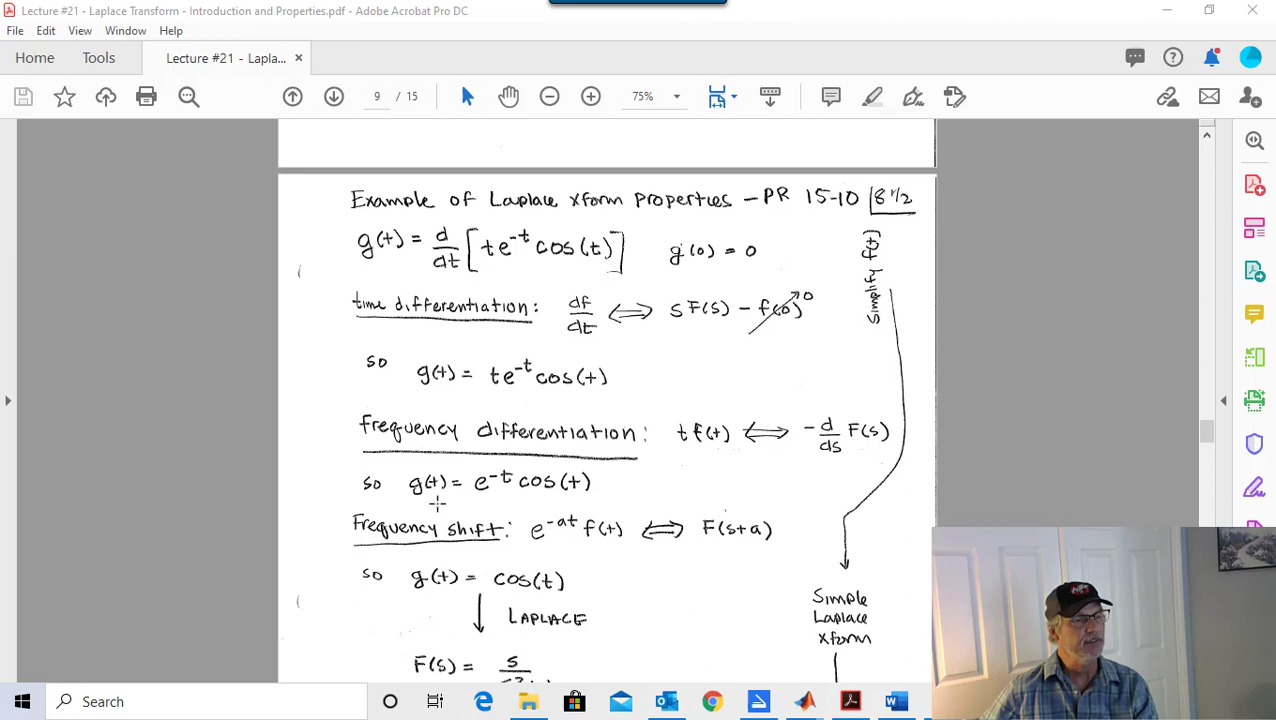 Lecture #21 - Laplace Transform - Introduction and Properties.pdf - Adobe Acrobat Pro DC
File Edit View Window Help
Home Tools Lecture #21 - Lapla... ×
9 / 15 75%
Example of Laplace Xform Properties - PR 15-10 8 1/2
g(t) = d/dt [te^-t cos(t)] g(0) = 0
Simplify f(t)
time differentiation: df/dt ⇔ sF(s) - f(0) 0
so g(t) = te^-t cos(t)
Frequency differentiation: t f(t) ⇔ -d/ds F(s)
so g(t) = e^-t cos(t)
Frequency shift: e^-at f(t) ⇔ F(s+a)
so g(t) = cos(t)
LAPLACE
Simple
Laplace
xform
F(s) = s
Search